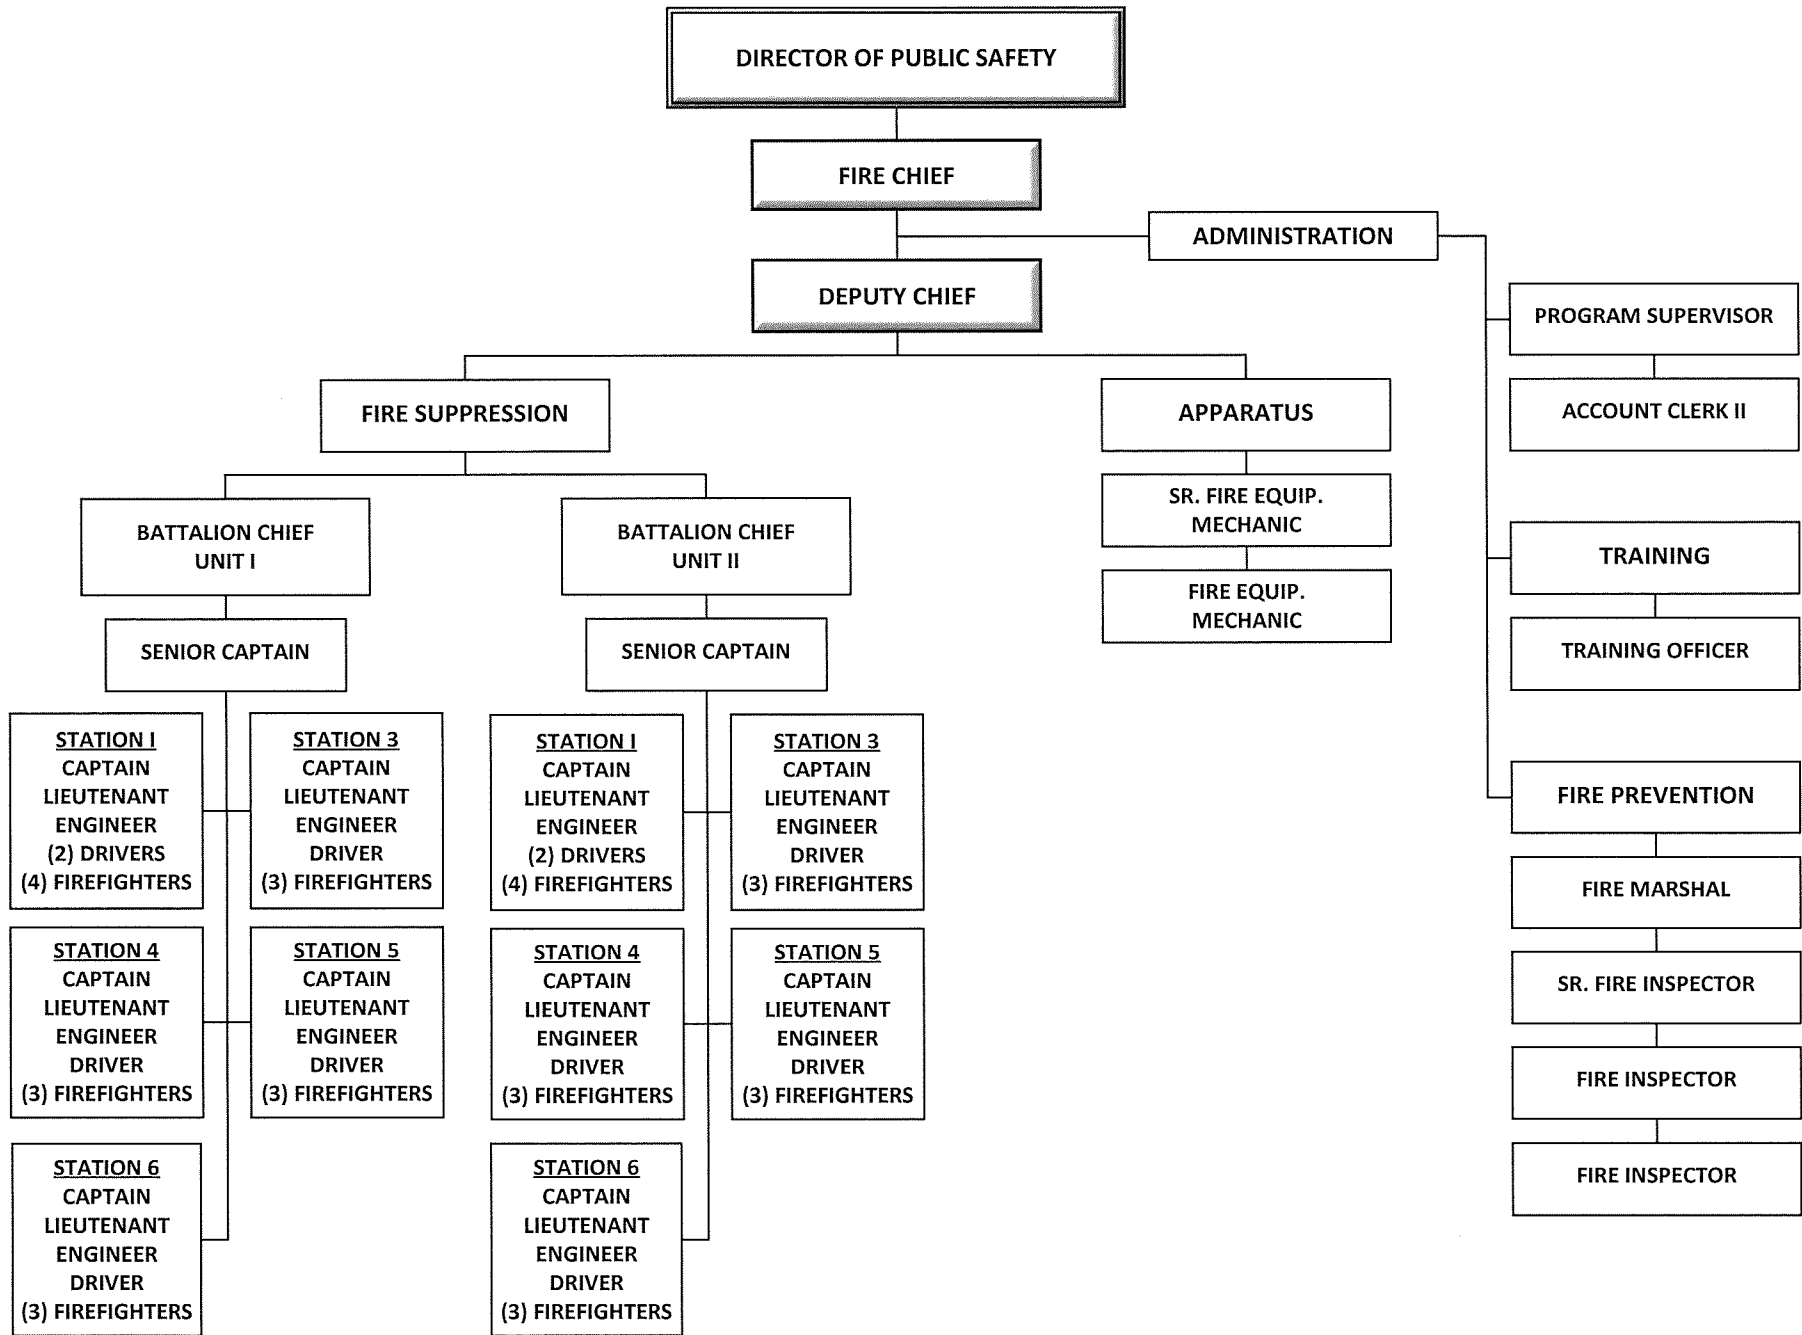 DIRECTOR OF PUBLIC SAFETY
FIRE CHIEF
ADMINISTRATION
DEPUTY CHIEF
PROGRAM SUPERVISOR
ACCOUNT CLERK II
FIRE SUPPRESSION
APPARATUS
SR. FIRE EQUIP.
MECHANIC
FIRE EQUIP.
MECHANIC
TRAINING
TRAINING OFFICER
FIRE PREVENTION
FIRE MARSHAL
SR. FIRE INSPECTOR
FIRE INSPECTOR
FIRE INSPECTOR
BATTALION CHIEF
UNIT I
SENIOR CAPTAIN
STATION I
CAPTAIN
LIEUTENANT
ENGINEER
(2) DRIVERS
(4) FIREFIGHTERS
STATION 3
CAPTAIN
LIEUTENANT
ENGINEER
DRIVER
(3) FIREFIGHTERS
STATION 4
CAPTAIN
LIEUTENANT
ENGINEER
DRIVER
(3) FIREFIGHTERS
STATION 5
CAPTAIN
LIEUTENANT
ENGINEER
DRIVER
(3) FIREFIGHTERS
STATION 6
CAPTAIN
LIEUTENANT
ENGINEER
DRIVER
(3) FIREFIGHTERS
BATTALION CHIEF
UNIT II
SENIOR CAPTAIN
STATION I
CAPTAIN
LIEUTENANT
ENGINEER
(2) DRIVERS
(4) FIREFIGHTERS
STATION 3
CAPTAIN
LIEUTENANT
ENGINEER
DRIVER
(3) FIREFIGHTERS
STATION 4
CAPTAIN
LIEUTENANT
ENGINEER
DRIVER
(3) FIREFIGHTERS
STATION 5
CAPTAIN
LIEUTENANT
ENGINEER
DRIVER
(3) FIREFIGHTERS
STATION 6
CAPTAIN
LIEUTENANT
ENGINEER
DRIVER
(3) FIREFIGHTERS